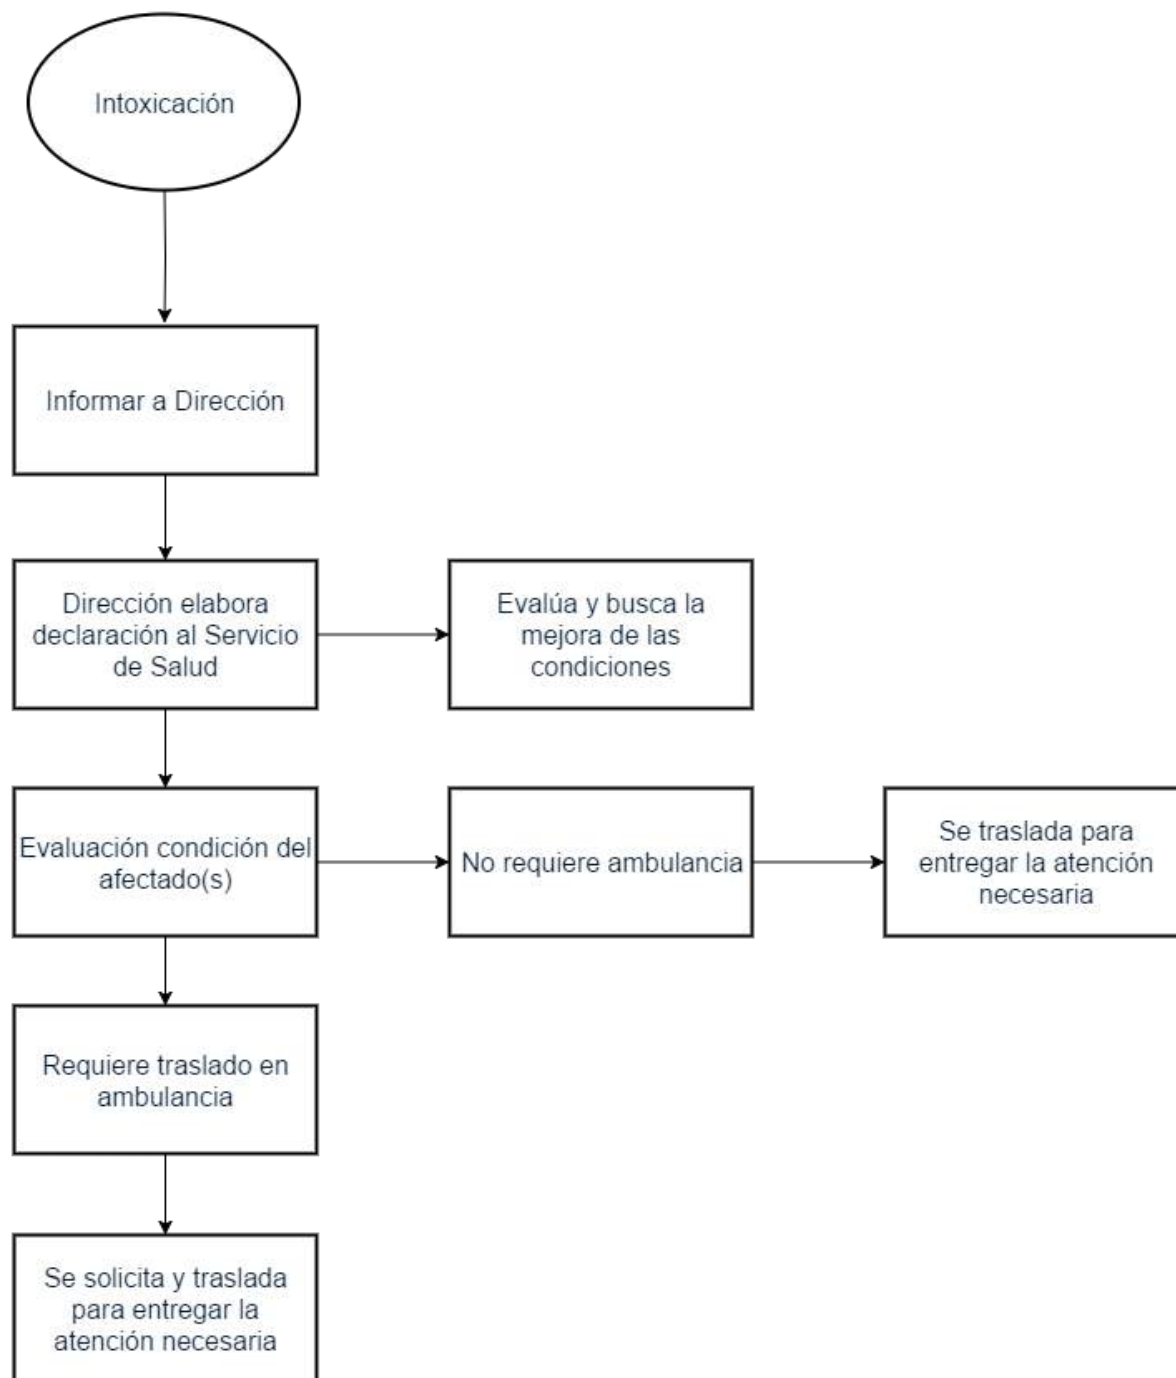 Intoxicación
Informar a Dirección
Dirección elabora
declaración al Servicio
de Salud
Evalúa y busca la
mejora de las
condiciones
Evaluación condición del
afectado(s)
No requiere ambulancia
Se traslada para
entregar la atención
necesaria
Requiere traslado en
ambulancia
Se solicita y traslada
para entregar la
atención necesaria